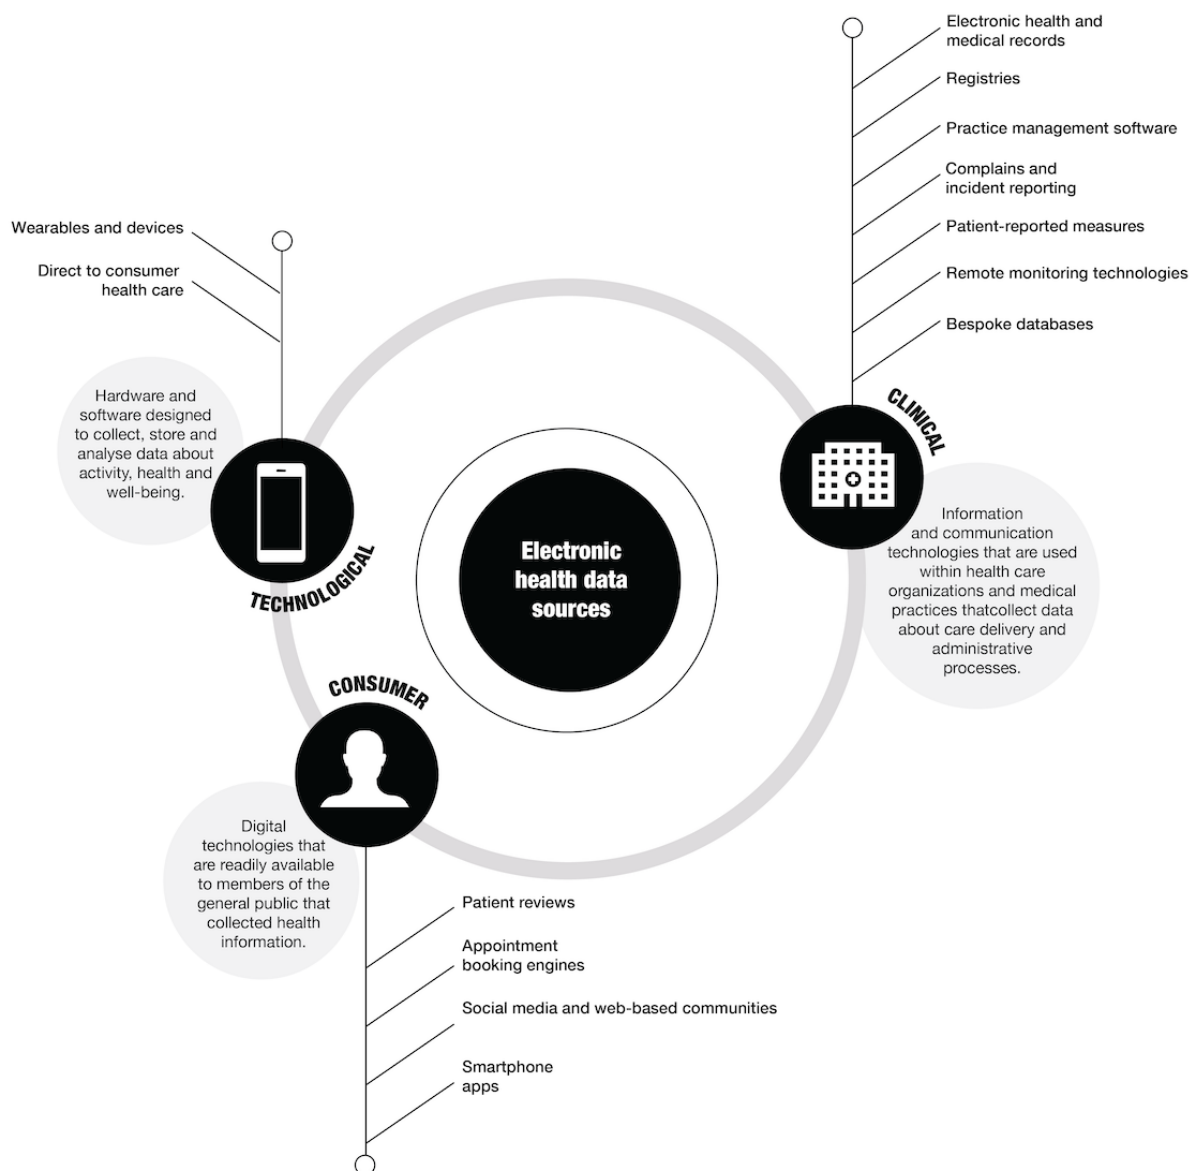 Electronic health and
medical records
Registries
Practice management software
Complains and
incident reporting
Patient-reported measures
Remote monitoring technologies
Bespoke databases
CLINICAL
Information
and communication
technologies that are used
within health care
organizations and medical
practices thatcollect data
about care delivery and
administrative
processes.
Wearables and devices
Direct to consumer
health care
Hardware and
software designed
to collect, store and
analyse data about
activity, health and
well-being.
TECHNOLOGICAL
Electronic
health data
sources
CONSUMER
Digital
technologies that
are readily available
to members of the
general public that
collected health
information.
Patient reviews
Appointment
booking engines
Social media and web-based communities
Smartphone
apps